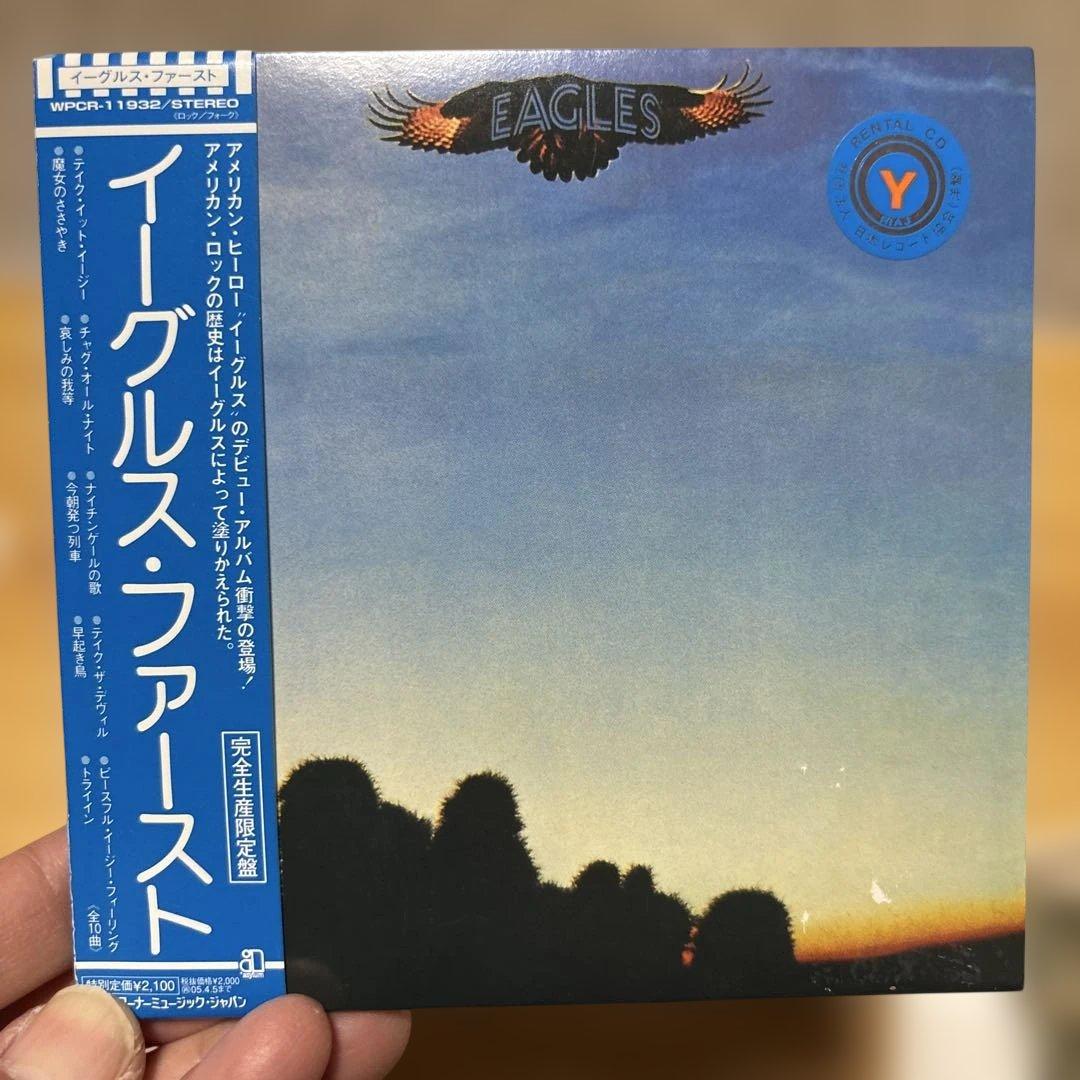 イーグルス・ファースト
WPCR-11932/STEREO
(ロック/フォーク)
アメリカン・ヒーロー“イーグルス”のデビュー・アルバム衝撃の登場!
アメリカン・ロックの歴史はイーグルスによって塗りかえられた。
イーグルス・ファースト
●テイク・イット・イージー
●魔女のささやき
●チャグ・オール・ナイト
●哀しみの我等
●ナイチンゲールの歌
●今朝発つ列車
●テイク・ザ・デヴィル
●早起き鳥
●ピースフル・イージー・フィーリング
●トライイン
《全10曲》
完全生産限定盤
asylum
特別定価¥2,100
税抜価格¥2,000
05.4.5まで
ーナーミュージック・ジャパン
EAGLES
RENTAL CD
Y
RIAJ
日本レコード協会